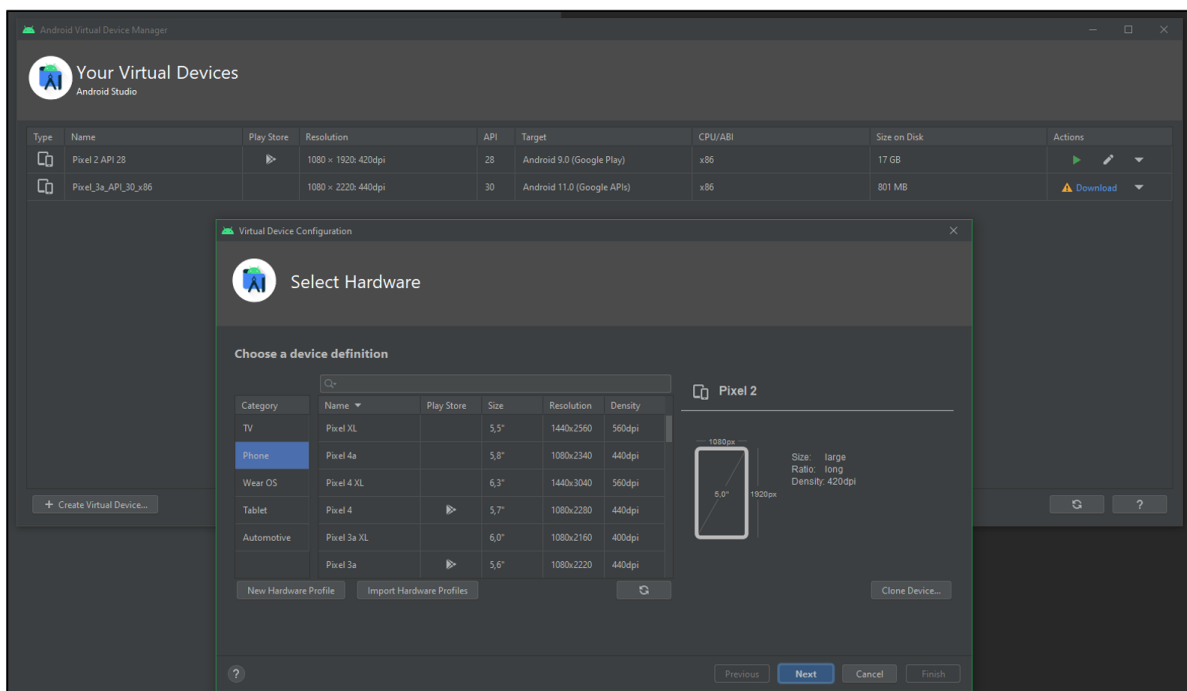 Android Virtual Device Manager
Your Virtual Devices
Android Studio
Type Name Play Store Resolution API Target CPU/ABI Size on Disk Actions
Pixel 2 API 28 1080 × 1920: 420dpi 28 Android 9.0 (Google Play) x86 17 GB
Pixel_3a_API_30_x86 1080 × 2220: 440dpi 30 Android 11.0 (Google APIs) x86 801 MB Download
Virtual Device Configuration
Select Hardware
Choose a device definition
Category Name Play Store Size Resolution Density
TV Pixel XL 5,5" 1440x2560 560dpi
Phone Pixel 4a 5,8" 1080x2340 440dpi
Wear OS Pixel 4 XL 6,3" 1440x3040 560dpi
Tablet Pixel 4 5,7" 1080x2280 440dpi
Automotive Pixel 3a XL 6,0" 1080x2160 400dpi
Pixel 3a 5,6" 1080x2220 440dpi
Pixel 2
1080px
5,0"
1920px
Size: large
Ratio: long
Density: 420dpi
+ Create Virtual Device...
?
New Hardware Profile Import Hardware Profiles Clone Device...
? Previous Next Cancel Finish